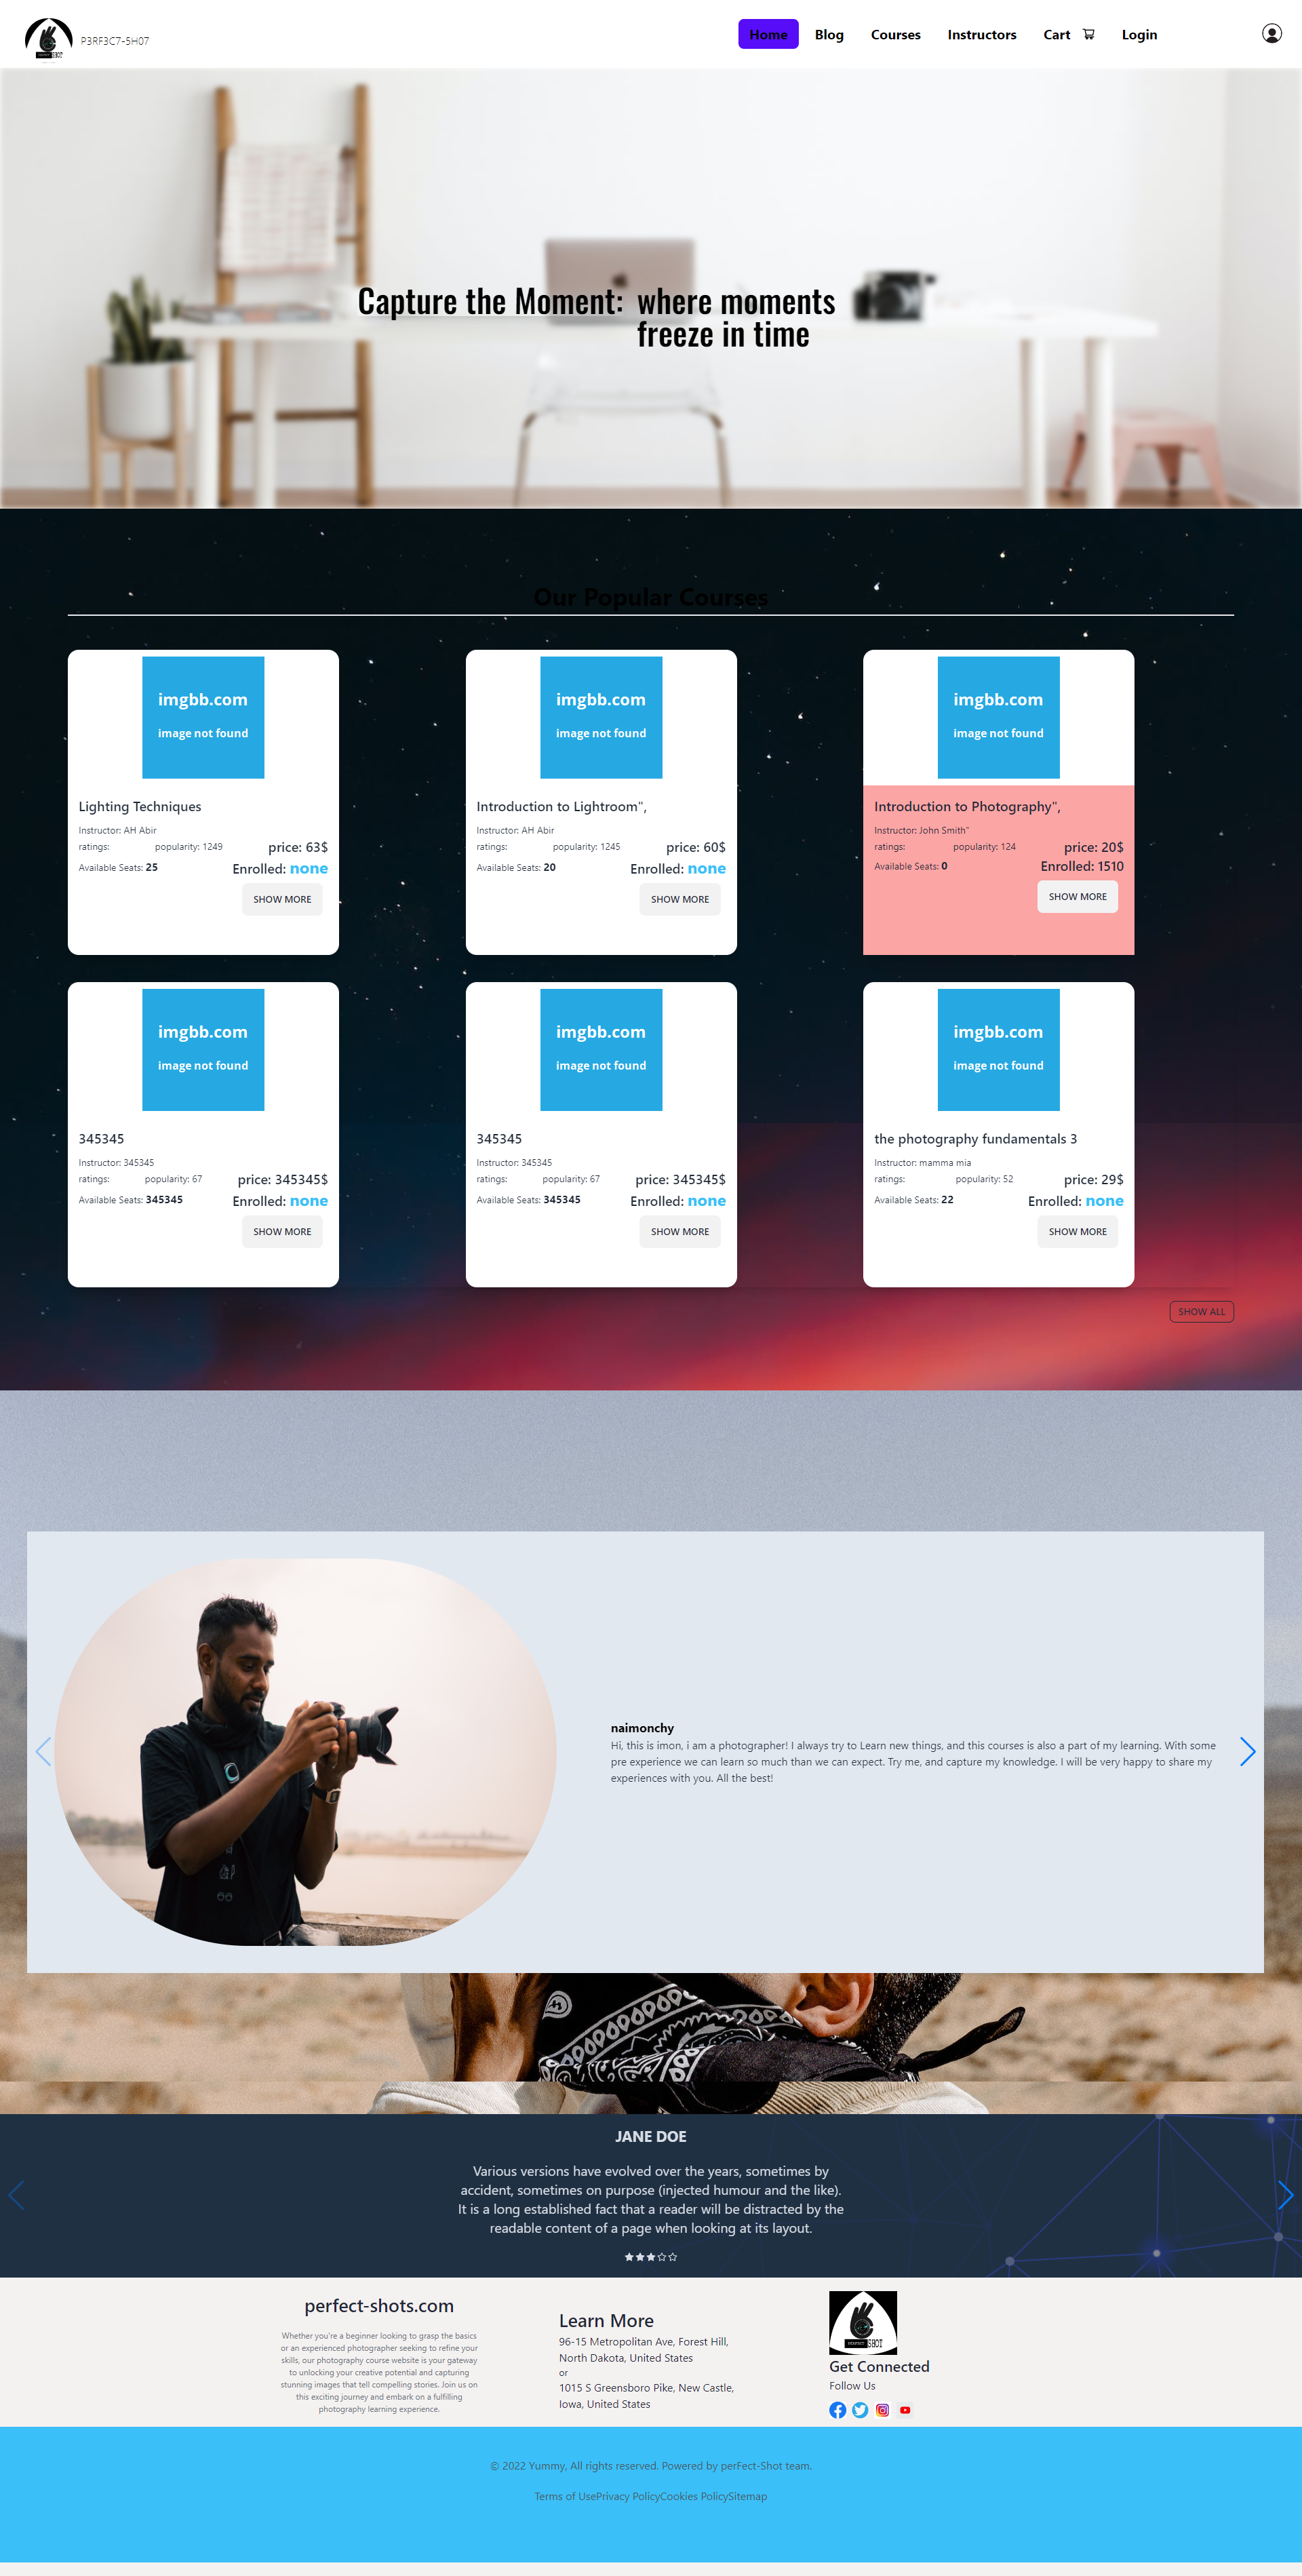 PERFECT SHOT
P3RF3C7-5H07
Home
Blog
Courses
Instructors
Cart
Login
Capture the Moment: where moments
freeze in time
Our Popular Courses
imgbb.com
image not found
Lighting Techniques
Instructor: AH Abir
ratings: popularity: 1249 price: 63$
Available Seats: 25 Enrolled: none
SHOW MORE
imgbb.com
image not found
Introduction to Lightroom",
Instructor: AH Abir
ratings: popularity: 1245 price: 60$
Available Seats: 20 Enrolled: none
SHOW MORE
imgbb.com
image not found
Introduction to Photography",
Instructor: John Smith"
ratings: popularity: 124 price: 20$
Available Seats: 0 Enrolled: 1510
SHOW MORE
imgbb.com
image not found
345345
Instructor: 345345
ratings: popularity: 67 price: 345345$
Available Seats: 345345 Enrolled: none
SHOW MORE
imgbb.com
image not found
345345
Instructor: 345345
ratings: popularity: 67 price: 345345$
Available Seats: 345345 Enrolled: none
SHOW MORE
imgbb.com
image not found
the photography fundamentals 3
Instructor: mamma mia
ratings: popularity: 52 price: 29$
Available Seats: 22 Enrolled: none
SHOW MORE
SHOW ALL
naimonchy
Hi, this is imon, i am a photographer! I always try to Learn new things, and this courses is also a part of my learning. With some
pre experience we can learn so much than we can expect. Try me, and capture my knowledge. I will be very happy to share my
experiences with you. All the best!
JANE DOE
Various versions have evolved over the years, sometimes by
accident, sometimes on purpose (injected humour and the like).
It is a long established fact that a reader will be distracted by the
readable content of a page when looking at its layout.
perfect-shots.com
Whether you're a beginner looking to grasp the basics
or an experienced photographer seeking to refine your
skills, our photography course website is your gateway
to unlocking your creative potential and capturing
stunning images that tell compelling stories. Join us on
this exciting journey and embark on a fulfilling
photography learning experience.
Learn More
96-15 Metropolitan Ave, Forest Hill,
North Dakota, United States
or
1015 S Greensboro Pike, New Castle,
Iowa, United States
PERFECT SHOT
Get Connected
Follow Us
© 2022 Yummy, All rights reserved. Powered by perFect-Shot team.
Terms of UsePrivacy PolicyCookies PolicySitemap